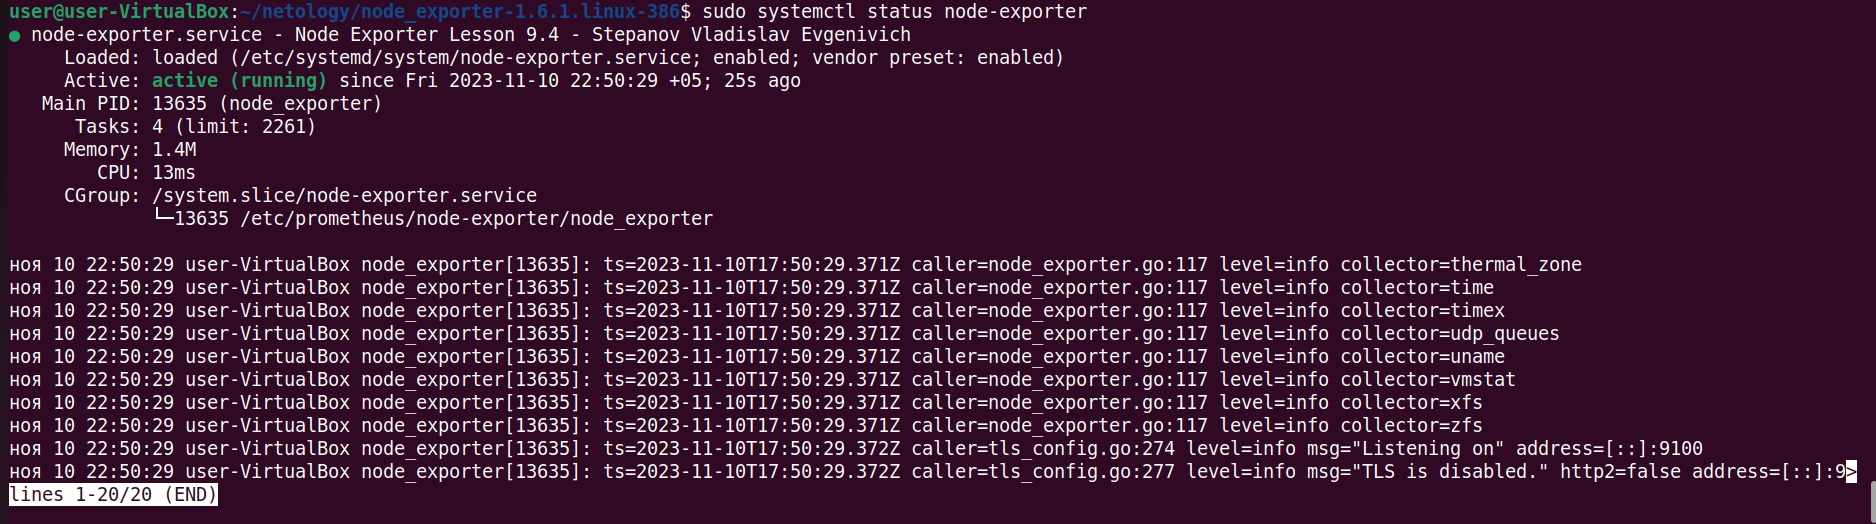 user@user-VirtualBox:~/netology/node_exporter-1.6.1.linux-386$ sudo systemctl status node-exporter
● node-exporter.service - Node Exporter Lesson 9.4 - Stepanov Vladislav Evgenivich
     Loaded: loaded (/etc/systemd/system/node-exporter.service; enabled; vendor preset: enabled)
     Active: active (running) since Fri 2023-11-10 22:50:29 +05; 25s ago
   Main PID: 13635 (node_exporter)
      Tasks: 4 (limit: 2261)
     Memory: 1.4M
        CPU: 13ms
     CGroup: /system.slice/node-exporter.service
             └─13635 /etc/prometheus/node-exporter/node_exporter

ноя 10 22:50:29 user-VirtualBox node_exporter[13635]: ts=2023-11-10T17:50:29.371Z caller=node_exporter.go:117 level=info collector=thermal_zone
ноя 10 22:50:29 user-VirtualBox node_exporter[13635]: ts=2023-11-10T17:50:29.371Z caller=node_exporter.go:117 level=info collector=time
ноя 10 22:50:29 user-VirtualBox node_exporter[13635]: ts=2023-11-10T17:50:29.371Z caller=node_exporter.go:117 level=info collector=timex
ноя 10 22:50:29 user-VirtualBox node_exporter[13635]: ts=2023-11-10T17:50:29.371Z caller=node_exporter.go:117 level=info collector=udp_queues
ноя 10 22:50:29 user-VirtualBox node_exporter[13635]: ts=2023-11-10T17:50:29.371Z caller=node_exporter.go:117 level=info collector=uname
ноя 10 22:50:29 user-VirtualBox node_exporter[13635]: ts=2023-11-10T17:50:29.371Z caller=node_exporter.go:117 level=info collector=vmstat
ноя 10 22:50:29 user-VirtualBox node_exporter[13635]: ts=2023-11-10T17:50:29.371Z caller=node_exporter.go:117 level=info collector=xfs
ноя 10 22:50:29 user-VirtualBox node_exporter[13635]: ts=2023-11-10T17:50:29.371Z caller=node_exporter.go:117 level=info collector=zfs
ноя 10 22:50:29 user-VirtualBox node_exporter[13635]: ts=2023-11-10T17:50:29.372Z caller=tls_config.go:274 level=info msg="Listening on" address=[::]:9100
ноя 10 22:50:29 user-VirtualBox node_exporter[13635]: ts=2023-11-10T17:50:29.372Z caller=tls_config.go:277 level=info msg="TLS is disabled." http2=false address=[::]:9>
lines 1-20/20 (END)